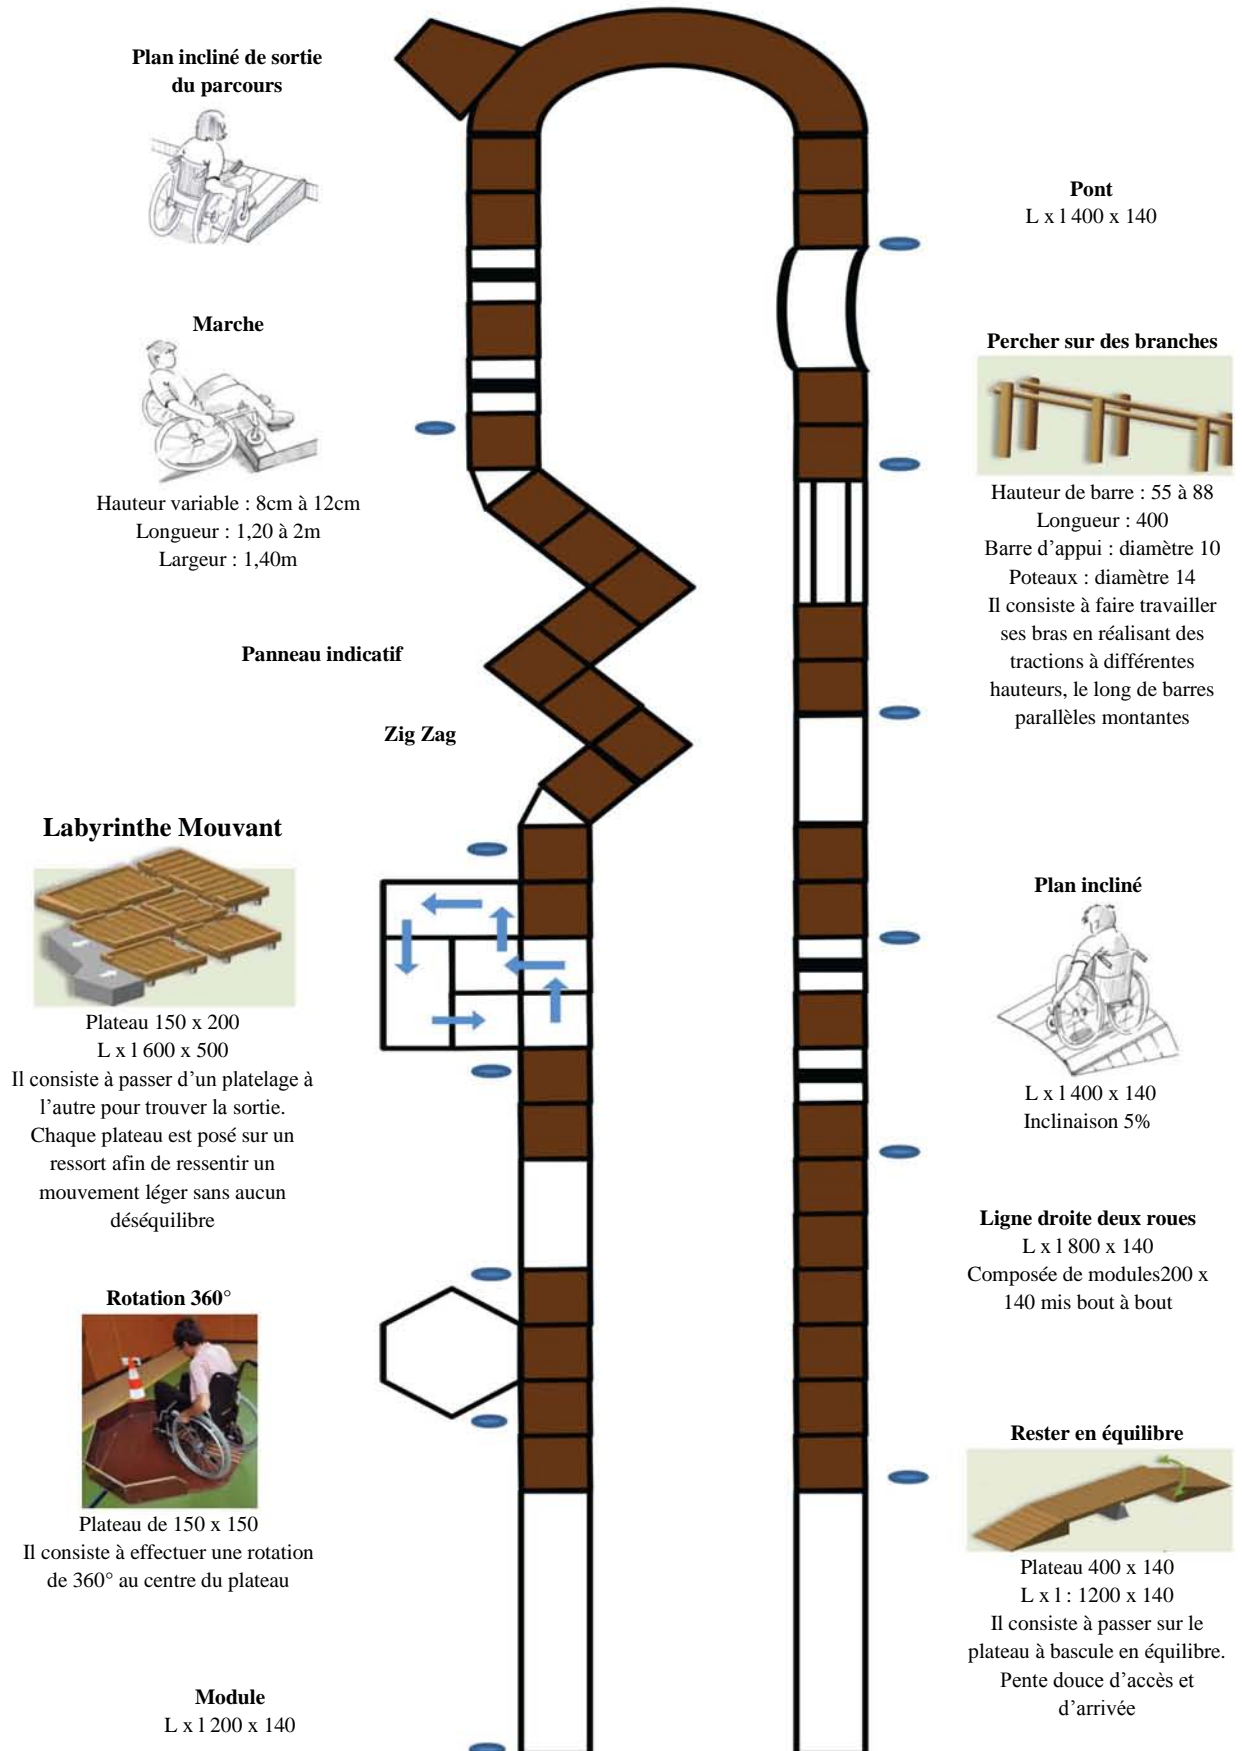 Plan incliné de sortie
du parcours
Marche
Hauteur variable : 8cm à 12cm
Longueur : 1,20 à 2m
Largeur : 1,40m
Panneau indicatif
Zig Zag
Labyrinthe Mouvant
Plateau 150 x 200
L x l 600 x 500
Il consiste à passer d’un platelage à
l’autre pour trouver la sortie.
Chaque plateau est posé sur un
ressort afin de ressentir un
mouvement léger sans aucun
déséquilibre
Rotation 360°
Plateau de 150 x 150
Il consiste à effectuer une rotation
de 360° au centre du plateau
Module
L x l 200 x 140
Pont
L x l 400 x 140
Percher sur des branches
Hauteur de barre : 55 à 88
Longueur : 400
Barre d’appui : diamètre 10
Poteaux : diamètre 14
Il consiste à faire travailler
ses bras en réalisant des
tractions à différentes
hauteurs, le long de barres
parallèles montantes
Plan incliné
L x l 400 x 140
Inclinaison 5%
Ligne droite deux roues
L x l 800 x 140
Composée de modules200 x
140 mis bout à bout
Rester en équilibre
Plateau 400 x 140
L x l : 1200 x 140
Il consiste à passer sur le
plateau à bascule en équilibre.
Pente douce d’accès et
d’arrivée